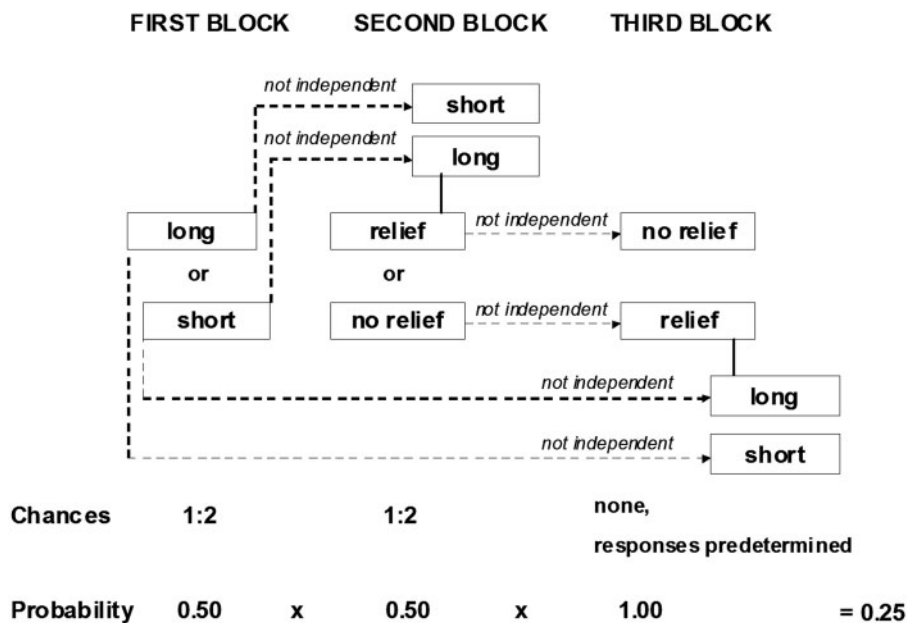 FIRST BLOCK SECOND BLOCK THIRD BLOCK
not independent
short
not independent
long
long relief not independent no relief
or or
short no relief not independent relief
not independent
long
not independent
short
Chances 1:2 1:2 none,
responses predetermined
Probability 0.50 x 0.50 x 1.00 = 0.25